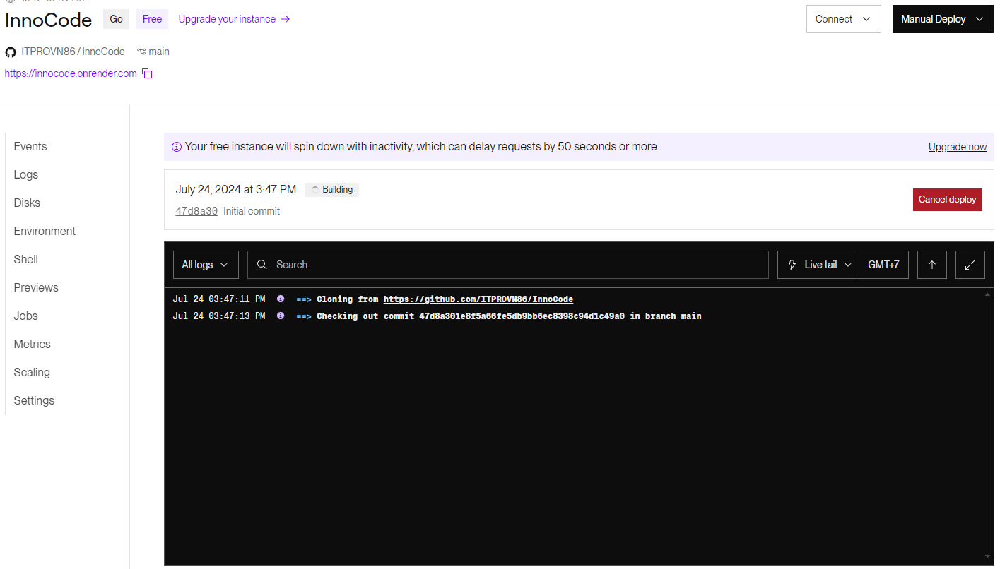 WEB SERVICE
InnoCode Go Free Upgrade your instance → Connect Manual Deploy
ITPROVN86 / InnoCode main
https://innocode.onrender.com
Your free instance will spin down with inactivity, which can delay requests by 50 seconds or more. Upgrade now
July 24, 2024 at 3:47 PM Building
47d8a30 Initial commit
Cancel deploy
Events
Logs
Disks
Environment
Shell
Previews
Jobs
Metrics
Scaling
Settings
All logs Search Live tail GMT+7
Jul 24 03:47:11 PM ==> Cloning from https://github.com/ITPROVN86/InnoCode
Jul 24 03:47:13 PM ==> Checking out commit 47d8a301e8f5a66fe5db9bb6ec8398c94d1c49a0 in branch main